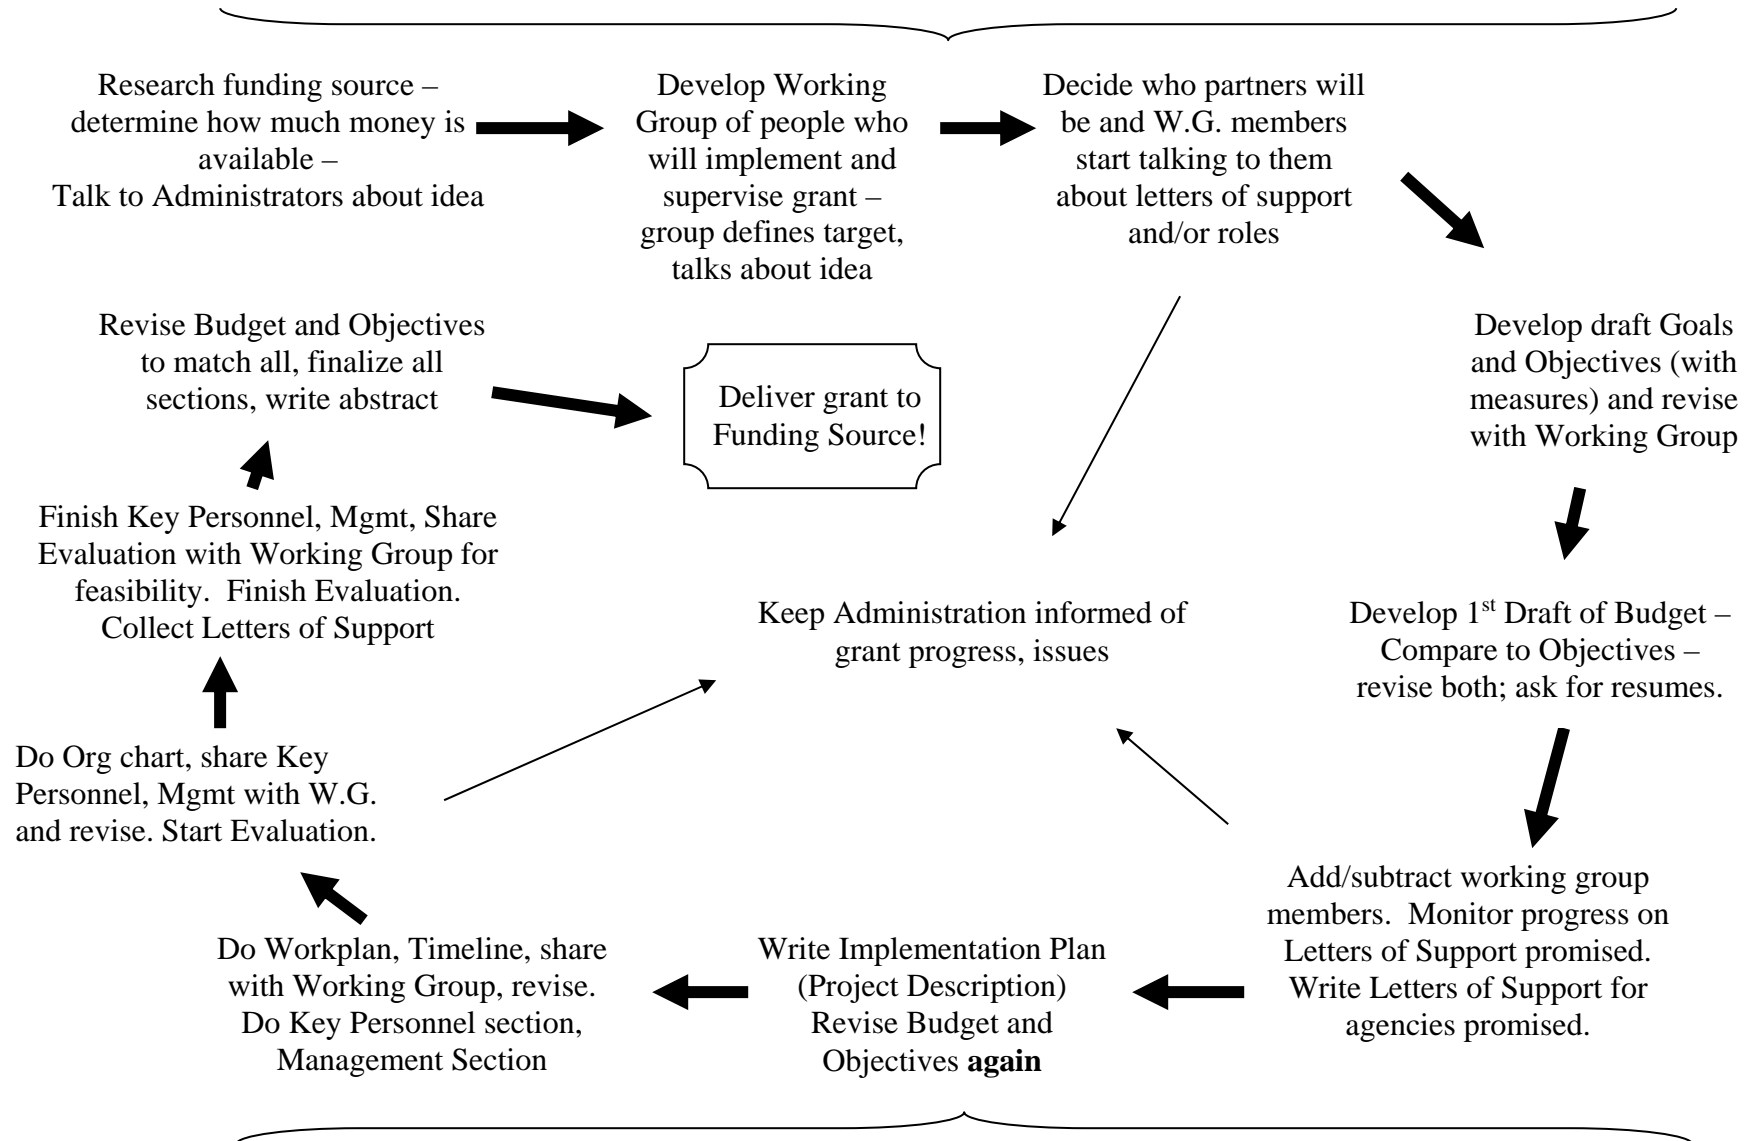 Research funding source –
determine how much money is
available –
Talk to Administrators about idea
Develop Working
Group of people who
will implement and
supervise grant –
group defines target,
talks about idea
Decide who partners will
be and W.G. members
start talking to them
about letters of support
and/or roles
Develop draft Goals
and Objectives (with
measures) and revise
with Working Group
Develop 1st Draft of Budget –
Compare to Objectives –
revise both; ask for resumes.
Add/subtract working group
members.  Monitor progress on
Letters of Support promised.
Write Letters of Support for
agencies promised.
Write Implementation Plan
(Project Description)
Revise Budget and
Objectives again
Do Workplan, Timeline, share
with Working Group, revise.
Do Key Personnel section,
Management Section
Do Org chart, share Key
Personnel, Mgmt with W.G.
and revise. Start Evaluation.
Finish Key Personnel, Mgmt, Share
Evaluation with Working Group for
feasibility.  Finish Evaluation.
Collect Letters of Support
Revise Budget and Objectives
to match all, finalize all
sections, write abstract
Deliver grant to
Funding Source!
Keep Administration informed of
grant progress, issues